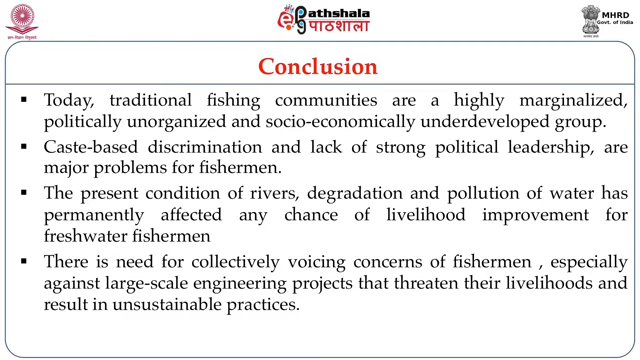 Pathshala
पाठशाला
MHRD
Govt. of India
Conclusion
▪ Today, traditional fishing communities are a highly marginalized,
politically unorganized and socio-economically underdeveloped group.
▪ Caste-based discrimination and lack of strong political leadership, are
major problems for fishermen.
▪ The present condition of rivers, degradation and pollution of water has
permanently affected any chance of livelihood improvement for
freshwater fishermen
▪ There is need for collectively voicing concerns of fishermen , especially
against large-scale engineering projects that threaten their livelihoods and
result in unsustainable practices.